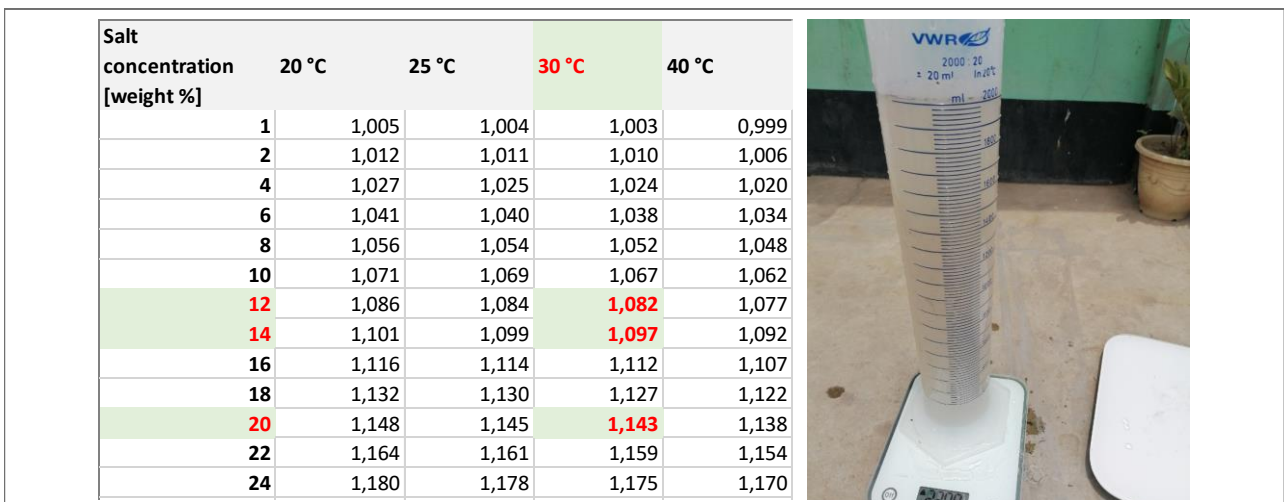 Salt
concentration 20 °C 25 °C 30 °C 40 °C
[weight %]
1 1,005 1,004 1,003 0,999
2 1,012 1,011 1,010 1,006
4 1,027 1,025 1,024 1,020
6 1,041 1,040 1,038 1,034
8 1,056 1,054 1,052 1,048
10 1,071 1,069 1,067 1,062
12 1,086 1,084 1,082 1,077
14 1,101 1,099 1,097 1,092
16 1,116 1,114 1,112 1,107
18 1,132 1,130 1,127 1,122
20 1,148 1,145 1,143 1,138
22 1,164 1,161 1,159 1,154
24 1,180 1,178 1,175 1,170
VWR
2000 : 20
± 20 ml In 20°C
ml 2000
1800
1600
1400